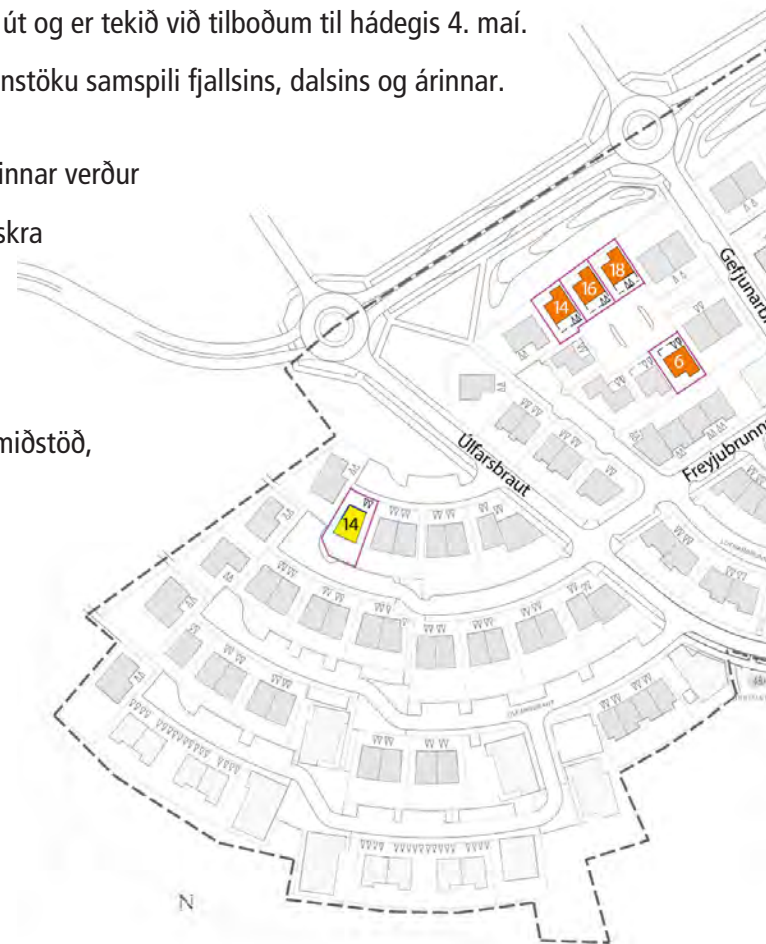 út og er tekið við tilboðum til hádegis 4. maí.
nstöku samspili fjallsins, dalsins og árinnar.
innar verður
skra
miðstöð,
18
16
14
6
Gefjunarbr
Úlfarsbraut
Freyjubrunn
14
N